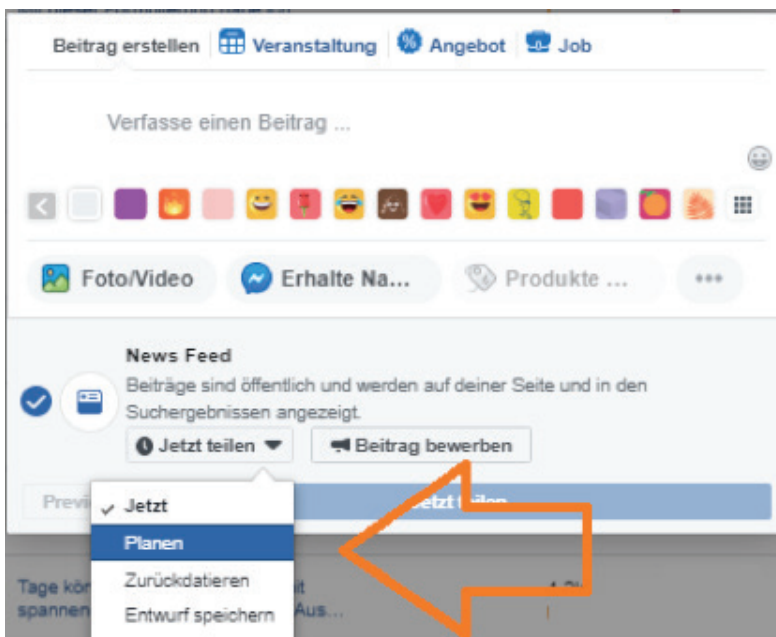 Beitrag erstellen Veranstaltung Angebot Job
Verfasse einen Beitrag ...
Foto/Video Erhalte Na... Produkte ... •••
News Feed
Beiträge sind öffentlich und werden auf deiner Seite und in den
Suchergebnissen angezeigt.
Jetzt teilen Beitrag bewerben
Jetzt teilen
Jetzt
Planen
Zurückdatieren
Entwurf speichern
Tage
spannen Aus...